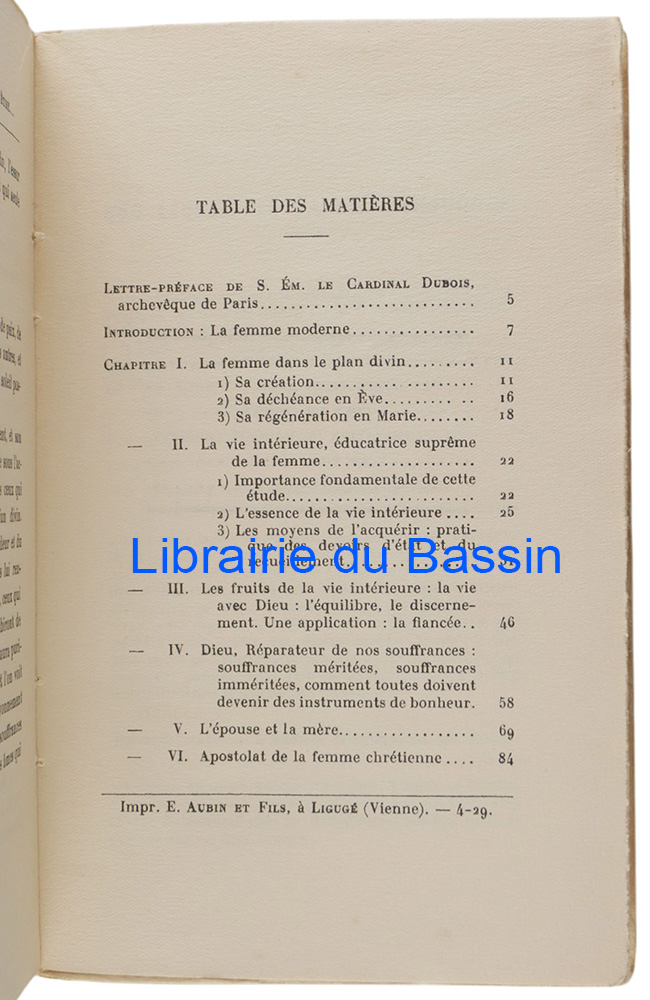 TABLE DES MATIÈRES
LETTRE-PRÉFACE DE S. ÉM. LE CARDINAL DUBOIS,
archevêque de Paris............................ 5
INTRODUCTION : La femme moderne................ 7
CHAPITRE I. La femme dans le plan divin......... 11
1) Sa création..................... 11
2) Sa déchéance en Ève......... .. 16
3) Sa régénération en Marie........ 18
— II. La vie intérieure, éducatrice suprême
de la femme.................... 22
1) Importance fondamentale de cette
étude......................... 22
2) L'essence de la vie intérieure .... 25
3) Les moyens de l'acquérir : prati-
que des devoirs d'état et du
Librairie du Bassin
recueillement
— III. Les fruits de la vie intérieure : la vie
avec Dieu : l'équilibre, le discerne-
ment. Une application : la fiancée.. 46
— IV. Dieu, Réparateur de nos souffrances :
souffrances méritées, souffrances
imméritées, comment toutes doivent
devenir des instruments de bonheur. 58
— V. L'épouse et la mère.................. 69
— VI. Apostolat de la femme chrétienne .... 84
Impr. E. AUBIN ET FILS, à LIGUGÉ (Vienne). — 4-29.